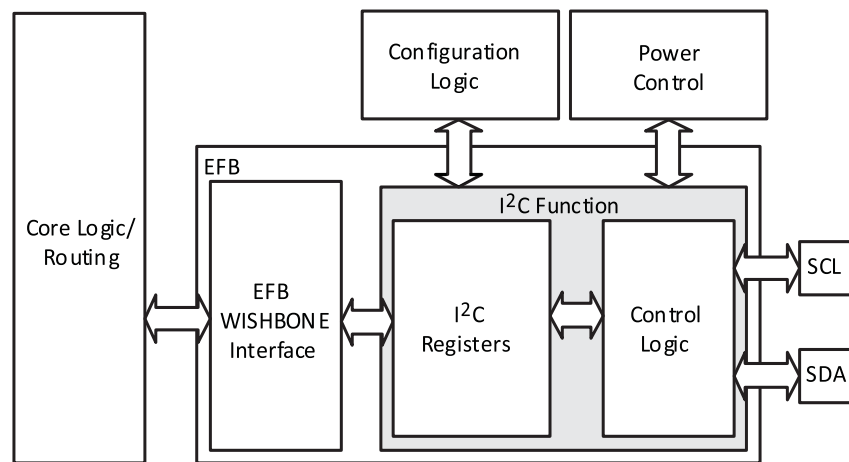 Configuration
Logic
Power
Control
EFB
I²C Function
Core Logic/
Routing
EFB
WISHBONE
Interface
I²C
Registers
Control
Logic
SCL
SDA